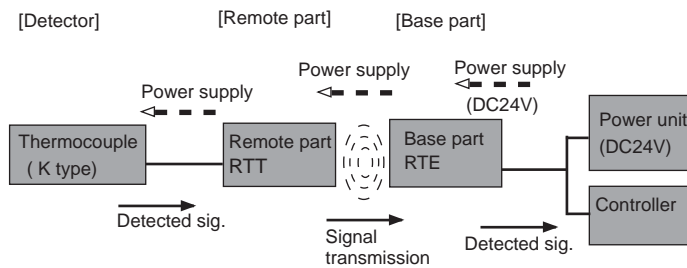 [Detector]
[Remote part]
[Base part]
Power supply
Power supply
Power supply
(DC24V)
Thermocouple
( K type)
Remote part
RTT
Base part
RTE
Power unit
(DC24V)
Controller
Detected sig.
Signal
transmission
Detected sig.